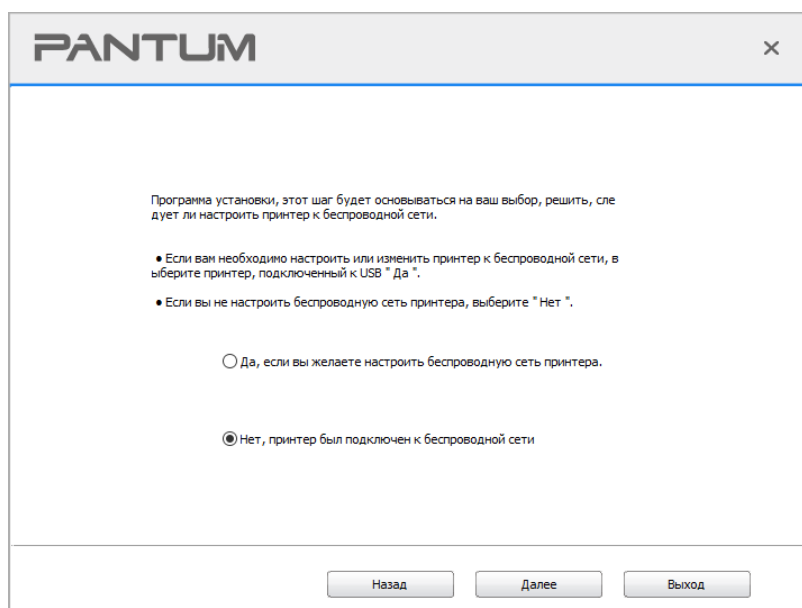 PANTUM
Программа установки, этот шаг будет основываться на ваш выбор, решить, сле
дует ли настроить принтер к беспроводной сети.
● Если вам необходимо настроить или изменить принтер к беспроводной сети, в
ыберите принтер, подключенный к USB " Да ".
● Если вы не настроить беспроводную сеть принтера, выберите " Нет ".
Да, если вы желаете настроить беспроводную сеть принтера.
Нет, принтер был подключен к беспроводной сети
Назад Далее Выход